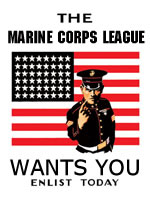 THE
MARINE CORPS LEAGUE
WANTS YOU
ENLIST TODAY